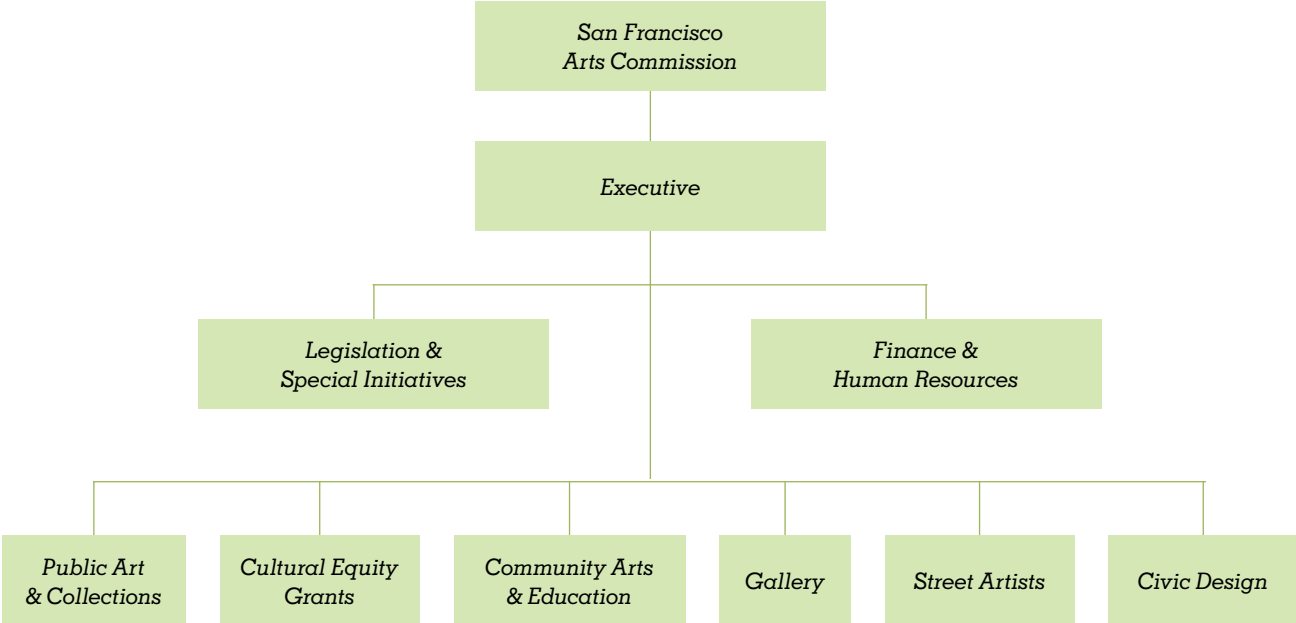 San Francisco
Arts Commission
Executive
Legislation &
Special Initiatives
Finance &
Human Resources
Public Art
& Collections
Cultural Equity
Grants
Community Arts
& Education
Gallery
Street Artists
Civic Design